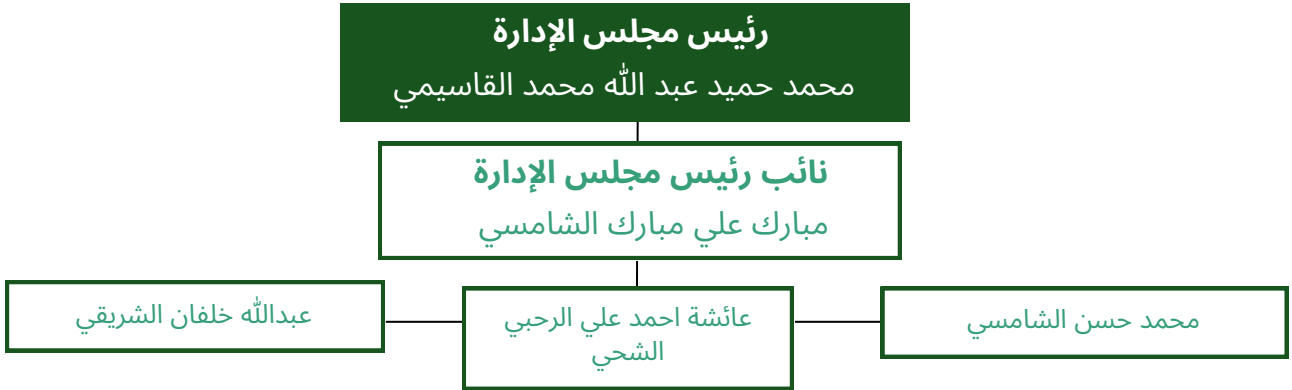 رئيس مجلس الإدارة
محمد حميد عبد الله محمد القاسيمي
نائب رئيس مجلس الإدارة
مبارك علي مبارك الشامسي
محمد حسن الشامسي
عائشة احمد علي الرحبي
الشحي
عبدالله خلفان الشريقي